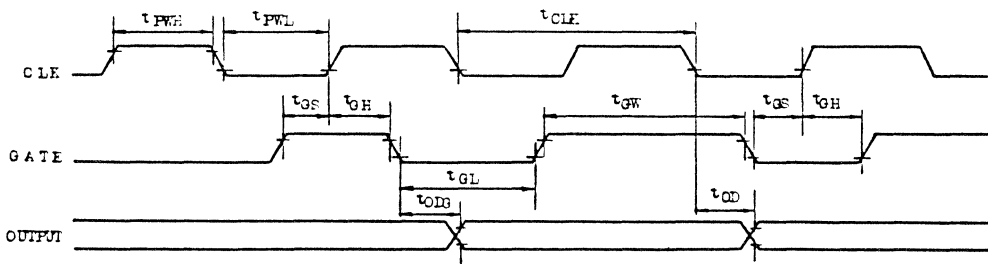 tPWH tPWL tCLK
CLK
tGS tGH tGW tGS tGH
GATE
tGL
tODG tOD
OUTPUT